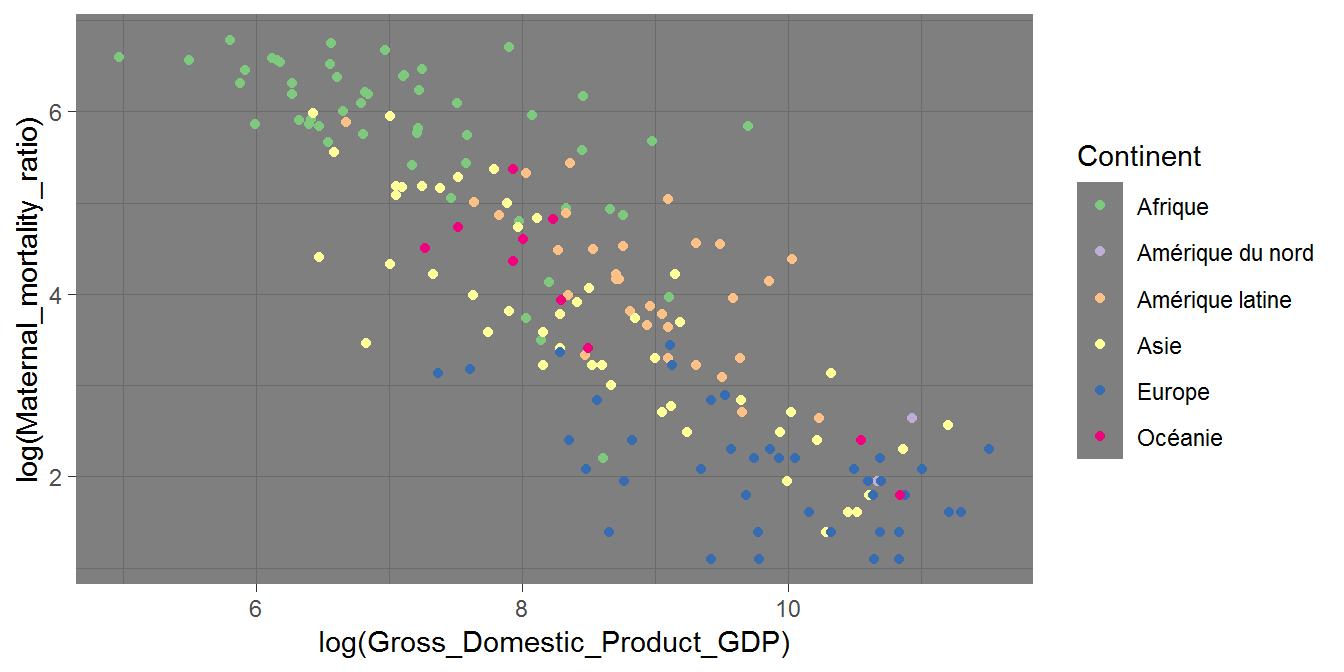 log(Maternal_mortality_ratio)
6
4
2
6
8
10
log(Gross_Domestic_Product_GDP)
Continent
Afrique
Amérique du nord
Amérique latine
Asie
Europe
Océanie